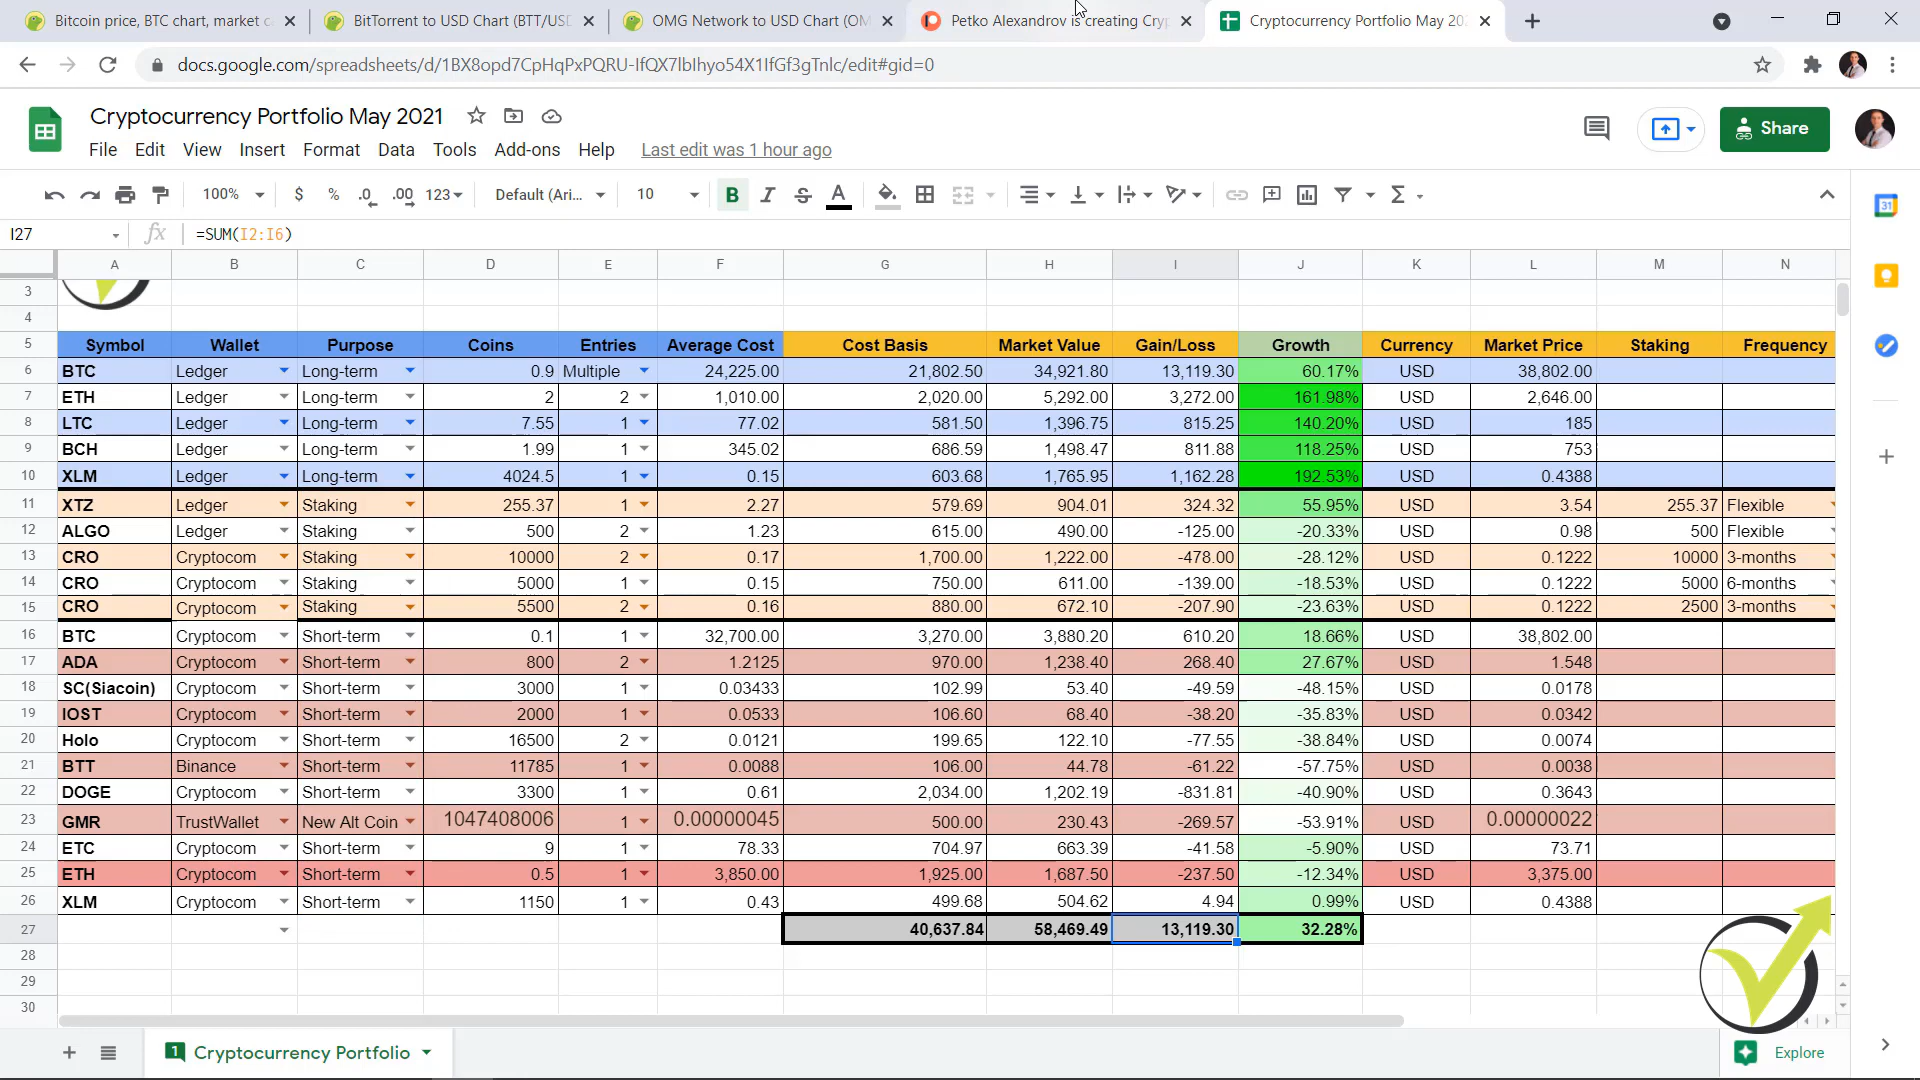 Bitcoin price, BTC chart, market c
BitTorrent to USD Chart (BTT/USD
OMG Network to USD Chart (OM
Petko Alexandrov is creating Cryp
Cryptocurrency Portfolio May 202
docs.google.com/spreadsheets/d/1BX8opd7CpHqPxPQRU-IfQX7lbIhyo54X1IfGf3gTnlc/edit#gid=0
Cryptocurrency Portfolio May 2021
Share
File Edit View Insert Format Data Tools Add-ons Help Last edit was 1 hour ago
100% $ % .0 .00 123 Default (Ari... 10 B I S A
I27 fx =SUM(I2:I6)
A B C D E F G H I J K L M N
3
4
5 Symbol Wallet Purpose Coins Entries Average Cost Cost Basis Market Value Gain/Loss Growth Currency Market Price Staking Frequency
6 BTC Ledger Long-term 0.9 Multiple 24,225.00 21,802.50 34,921.80 13,119.30 60.17% USD 38,802.00
7 ETH Ledger Long-term 2 2 1,010.00 2,020.00 5,292.00 3,272.00 161.98% USD 2,646.00
8 LTC Ledger Long-term 7.55 1 77.02 581.50 1,396.75 815.25 140.20% USD 185
9 BCH Ledger Long-term 1.99 1 345.02 686.59 1,498.47 811.88 118.25% USD 753
10 XLM Ledger Long-term 4024.5 1 0.15 603.68 1,765.95 1,162.28 192.53% USD 0.4388
11 XTZ Ledger Staking 255.37 1 2.27 579.69 904.01 324.32 55.95% USD 3.54 255.37 Flexible
12 ALGO Ledger Staking 500 2 1.23 615.00 490.00 -125.00 -20.33% USD 0.98 500 Flexible
13 CRO Cryptocom Staking 10000 2 0.17 1,700.00 1,222.00 -478.00 -28.12% USD 0.1222 10000 3-months
14 CRO Cryptocom Staking 5000 1 0.15 750.00 611.00 -139.00 -18.53% USD 0.1222 5000 6-months
15 CRO Cryptocom Staking 5500 2 0.16 880.00 672.10 -207.90 -23.63% USD 0.1222 2500 3-months
16 BTC Cryptocom Short-term 0.1 1 32,700.00 3,270.00 3,880.20 610.20 18.66% USD 38,802.00
17 ADA Cryptocom Short-term 800 2 1.2125 970.00 1,238.40 268.40 27.67% USD 1.548
18 SC(Siacoin) Cryptocom Short-term 3000 1 0.03433 102.99 53.40 -49.59 -48.15% USD 0.0178
19 IOST Cryptocom Short-term 2000 1 0.0533 106.60 68.40 -38.20 -35.83% USD 0.0342
20 Holo Cryptocom Short-term 16500 2 0.0121 199.65 122.10 -77.55 -38.84% USD 0.0074
21 BTT Binance Short-term 11785 1 0.0088 106.00 44.78 -61.22 -57.75% USD 0.0038
22 DOGE Cryptocom Short-term 3300 1 0.61 2,034.00 1,202.19 -831.81 -40.90% USD 0.3643
23 GMR TrustWallet New Alt Coin 1047408006 1 0.00000045 500.00 230.43 -269.57 -53.91% USD 0.00000022
24 ETC Cryptocom Short-term 9 1 78.33 704.97 663.39 -41.58 -5.90% USD 73.71
25 ETH Cryptocom Short-term 0.5 1 3,850.00 1,925.00 1,687.50 -237.50 -12.34% USD 3,375.00
26 XLM Cryptocom Short-term 1150 1 0.43 499.68 504.62 4.94 0.99% USD 0.4388
27 40,637.84 58,469.49 13,119.30 32.28%
28
29
30
1 Cryptocurrency Portfolio
Explore
31